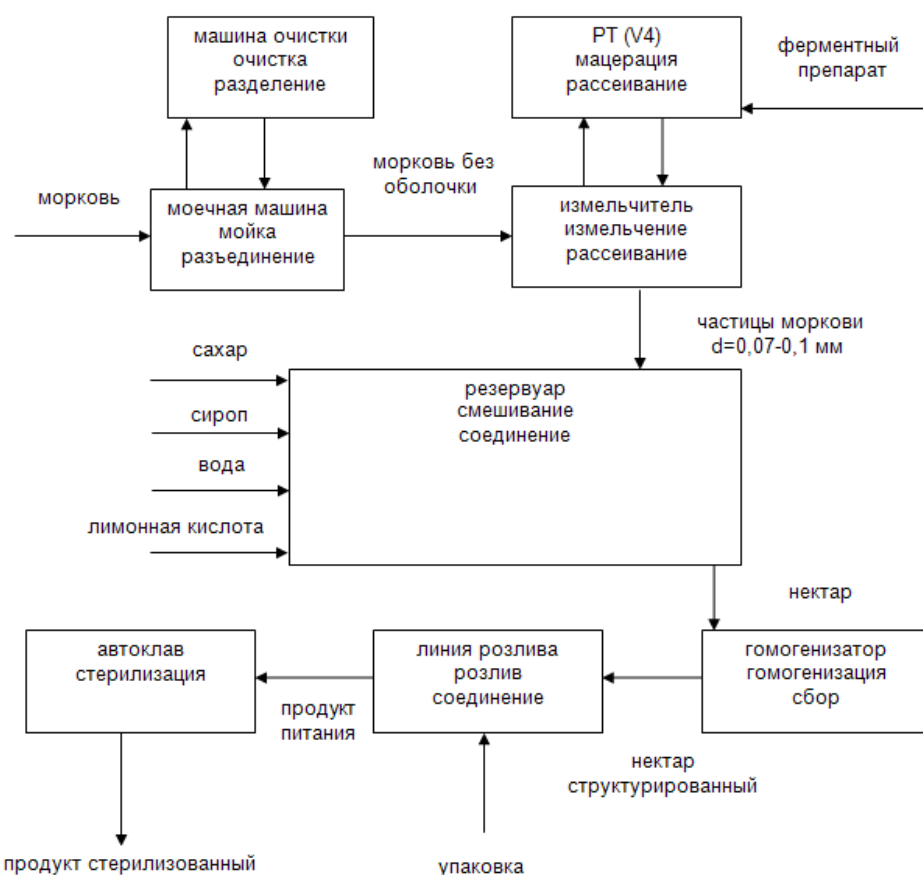 машина очистки
очистка
разделение
РТ (V4)
мацерация
рассеивание
ферментный
препарат
морковь
моечная машина
мойка
разъединение
морковь без
оболочки
измельчитель
измельчение
рассеивание
частицы моркови
d=0,07-0,1 мм
сахар
сироп
вода
лимонная кислота
резервуар
смешивание
соединение
нектар
автоклав
стерилизация
линия розлива
розлив
соединение
гомогенизатор
гомогенизация
сбор
продукт
питания
нектар
структурированный
продукт стерилизованный
упаковка